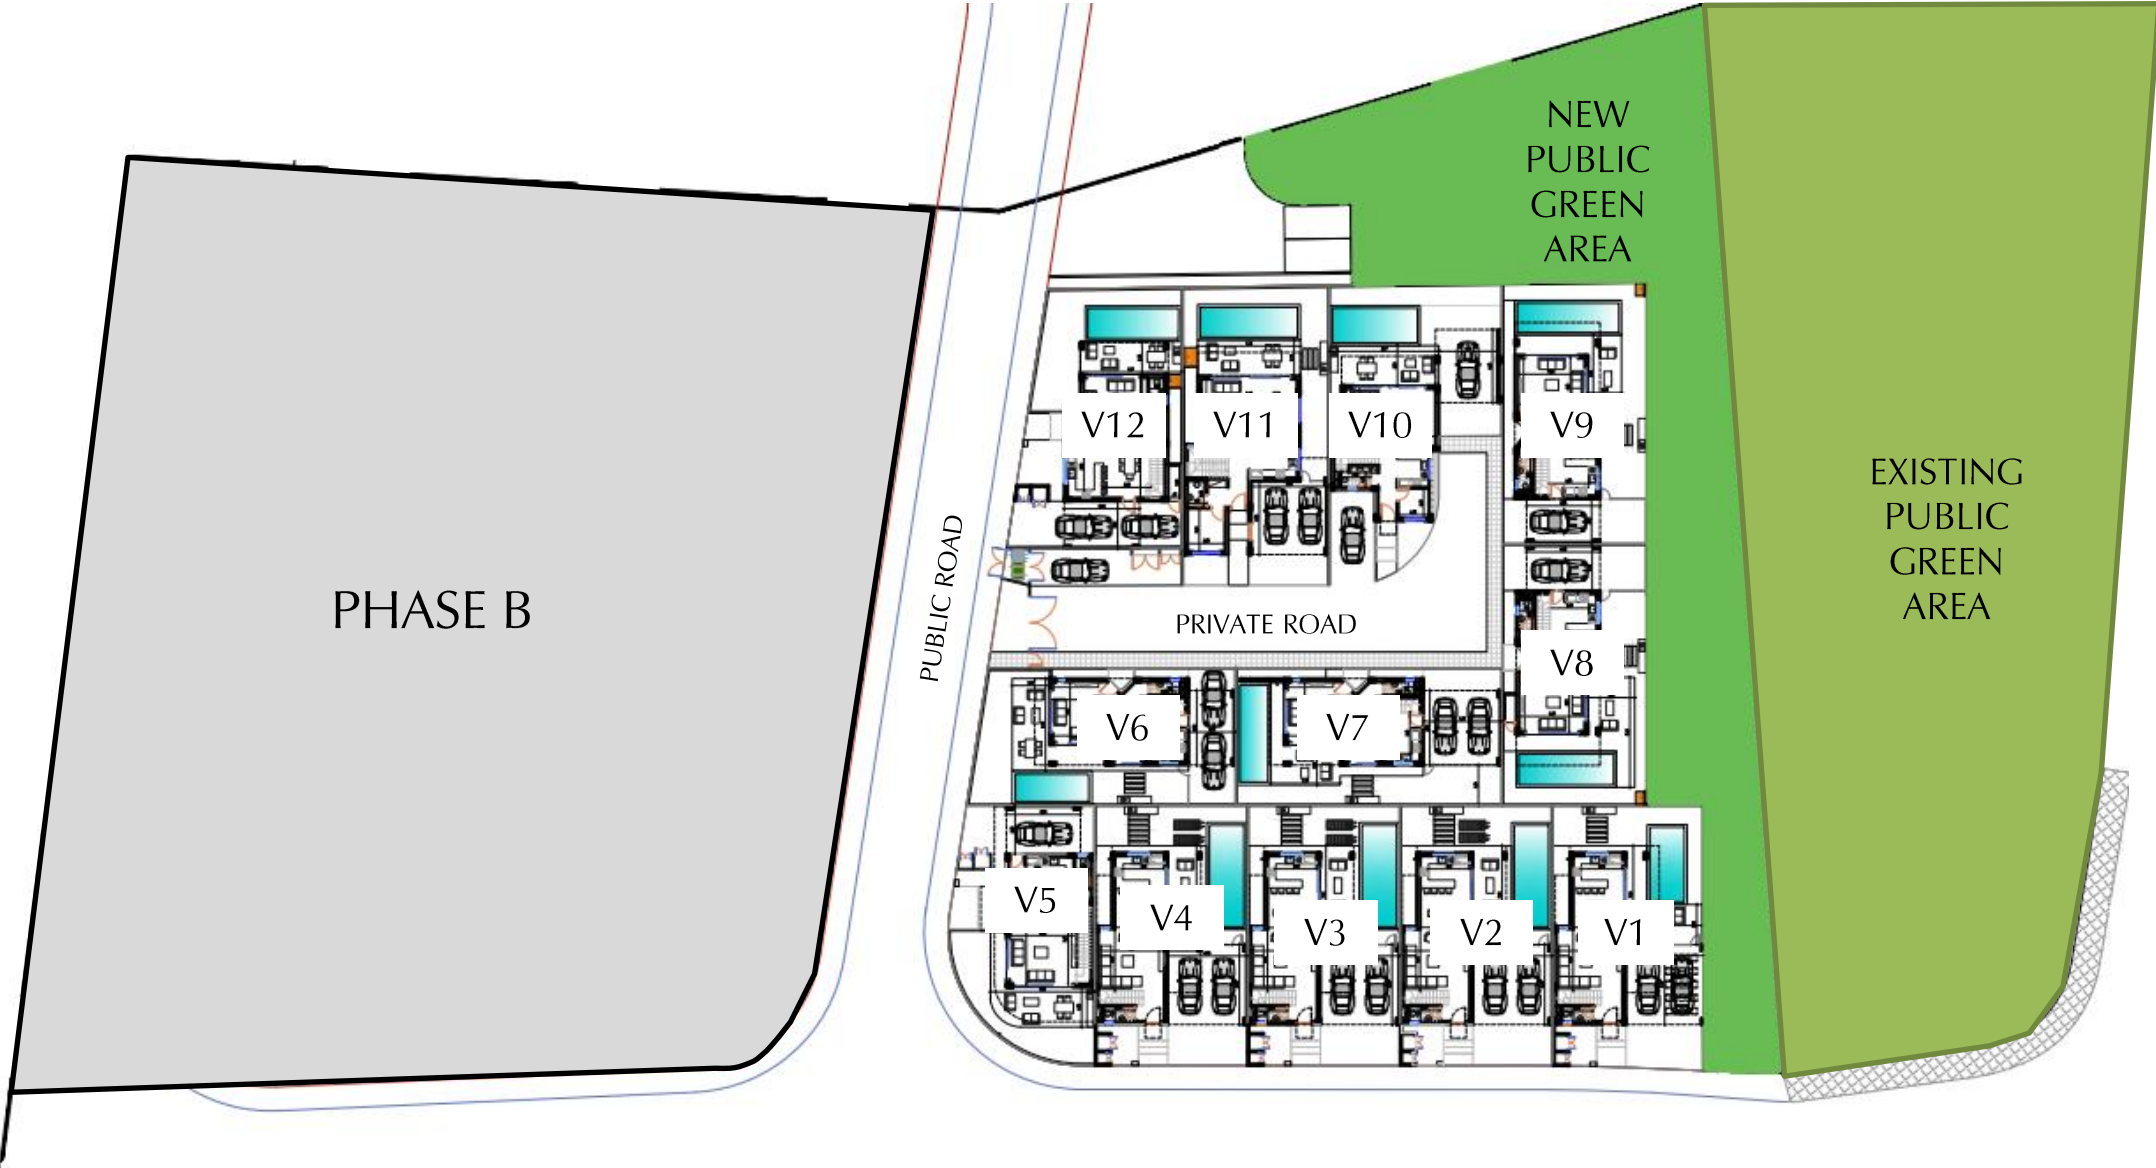 NEW
PUBLIC
GREEN
AREA
V12
V11
V10
V9
EXISTING
PUBLIC
GREEN
AREA
PHASE B
PUBLIC ROAD
PRIVATE ROAD
V8
V6
V7
V5
V4
V3
V2
V1